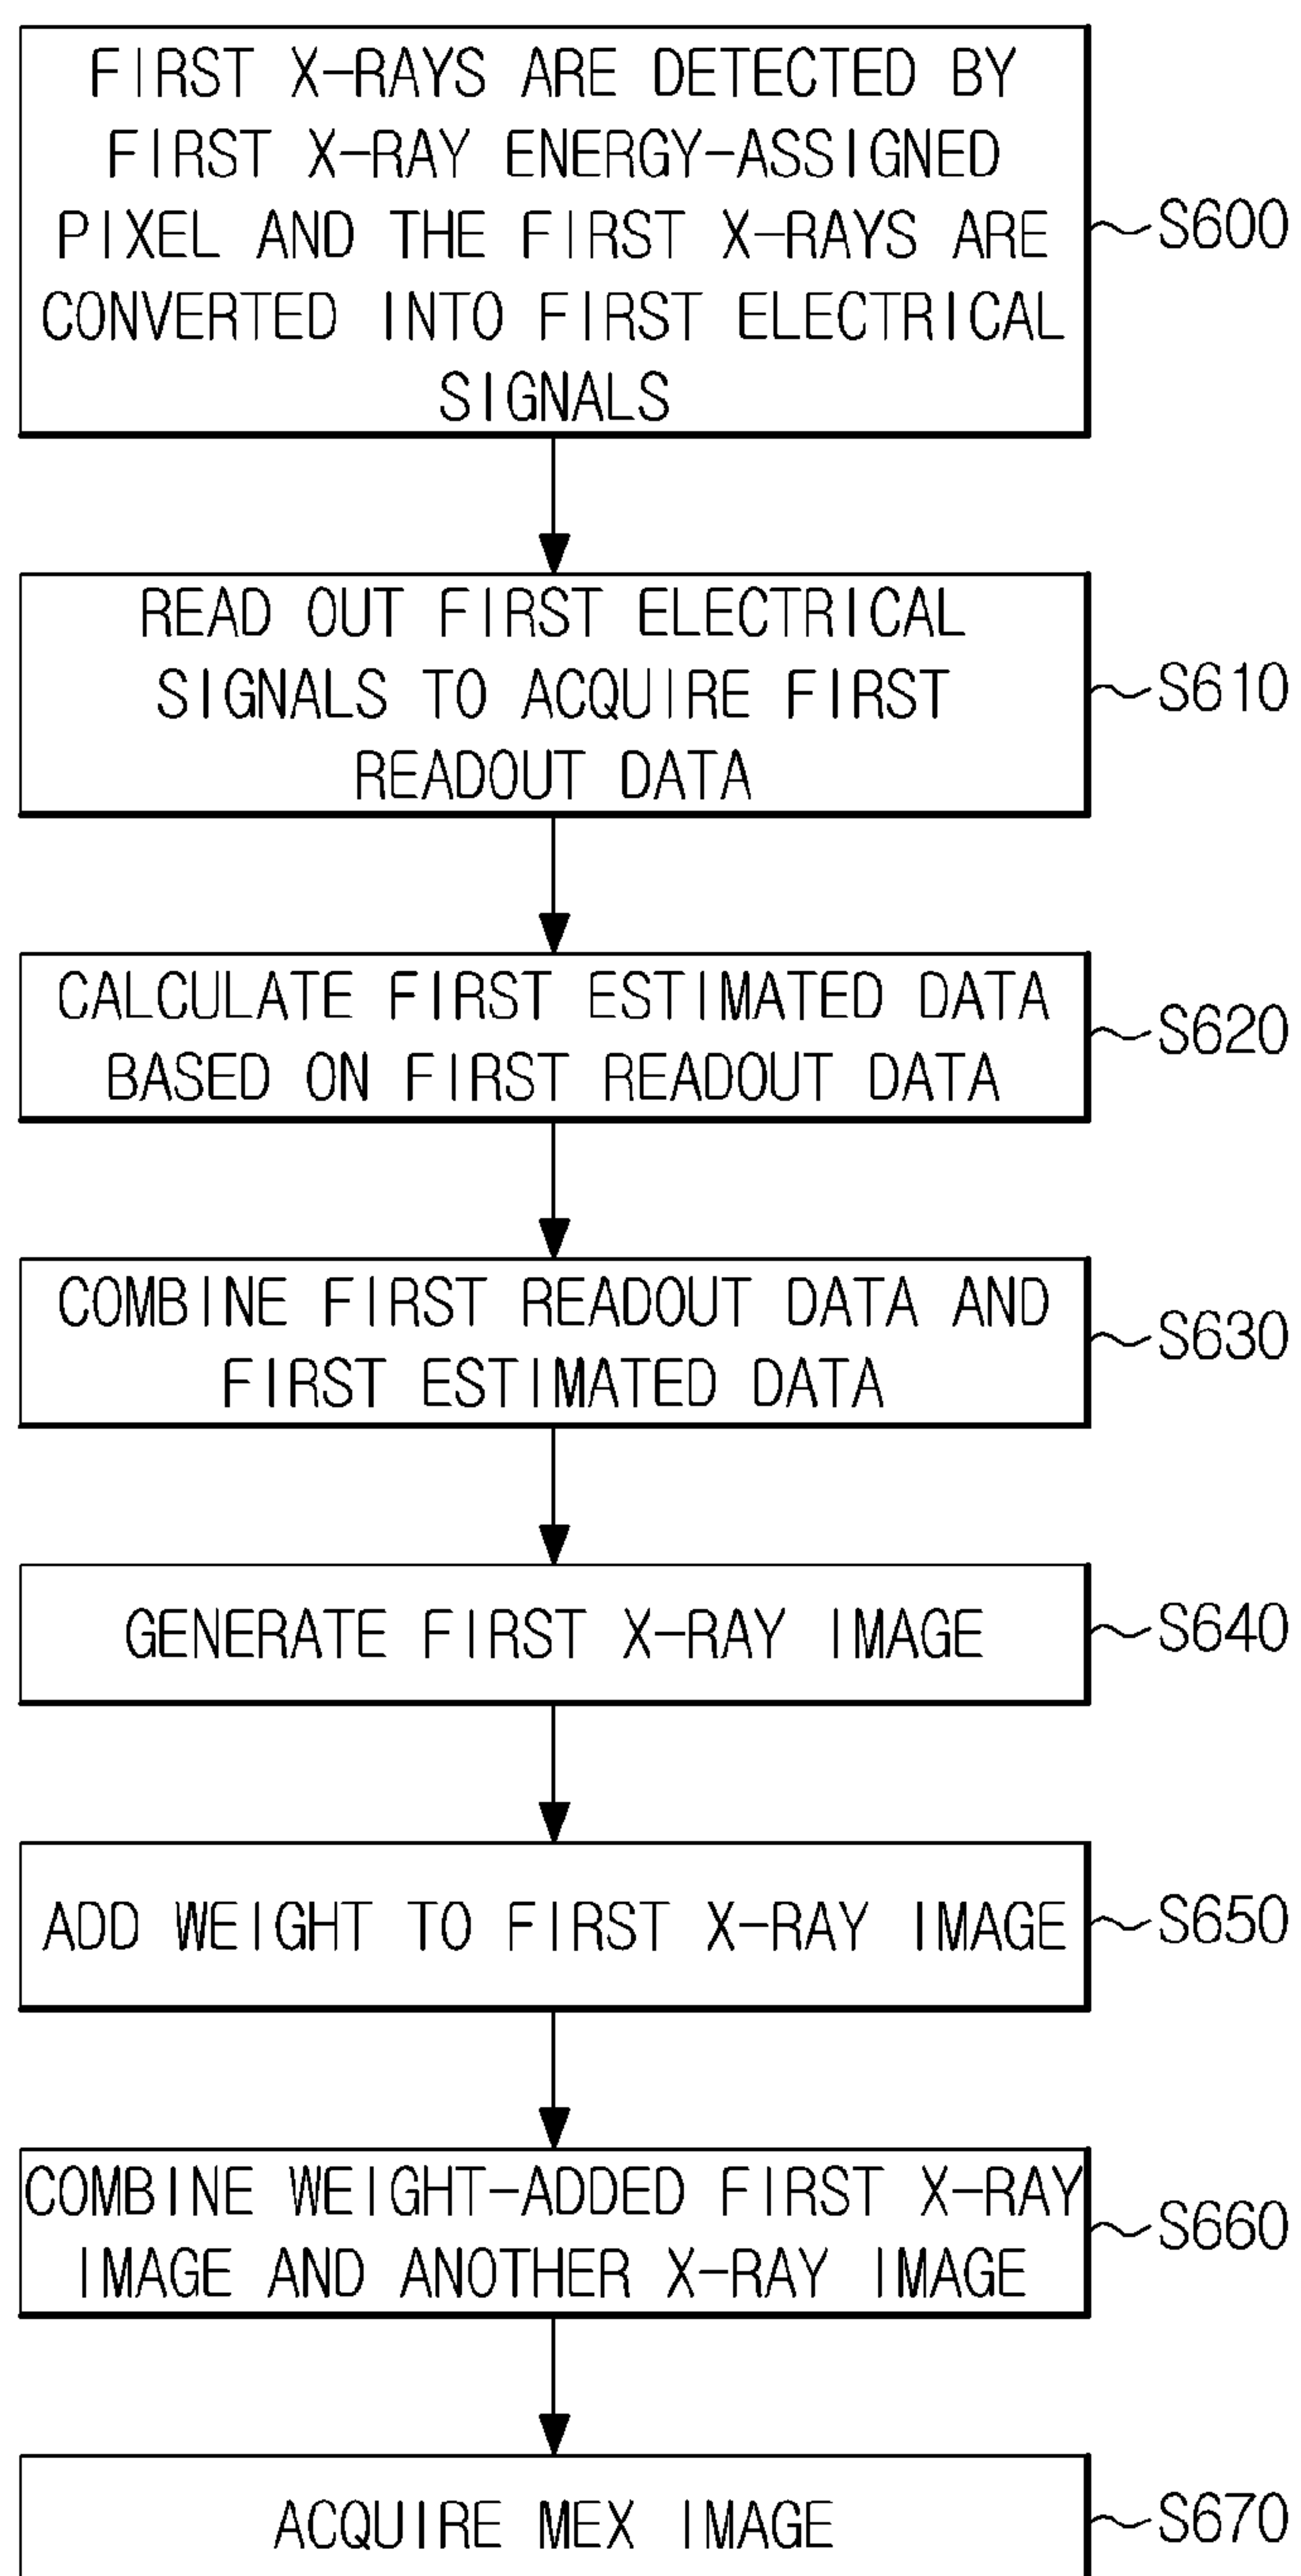 FIRST X-RAYS ARE DETECTED BY
FIRST X-RAY ENERGY-ASSIGNED
PIXEL AND THE FIRST X-RAYS ARE
CONVERTED INTO FIRST ELECTRICAL
SIGNALS
S600
READ OUT FIRST ELECTRICAL
SIGNALS TO ACQUIRE FIRST
READOUT DATA
S610
CALCULATE FIRST ESTIMATED DATA
BASED ON FIRST READOUT DATA
S620
COMBINE FIRST READOUT DATA AND
FIRST ESTIMATED DATA
S630
GENERATE FIRST X-RAY IMAGE
S640
ADD WEIGHT TO FIRST X-RAY IMAGE
S650
COMBINE WEIGHT-ADDED FIRST X-RAY
IMAGE AND ANOTHER X-RAY IMAGE
S660
ACQUIRE MEX IMAGE
S670